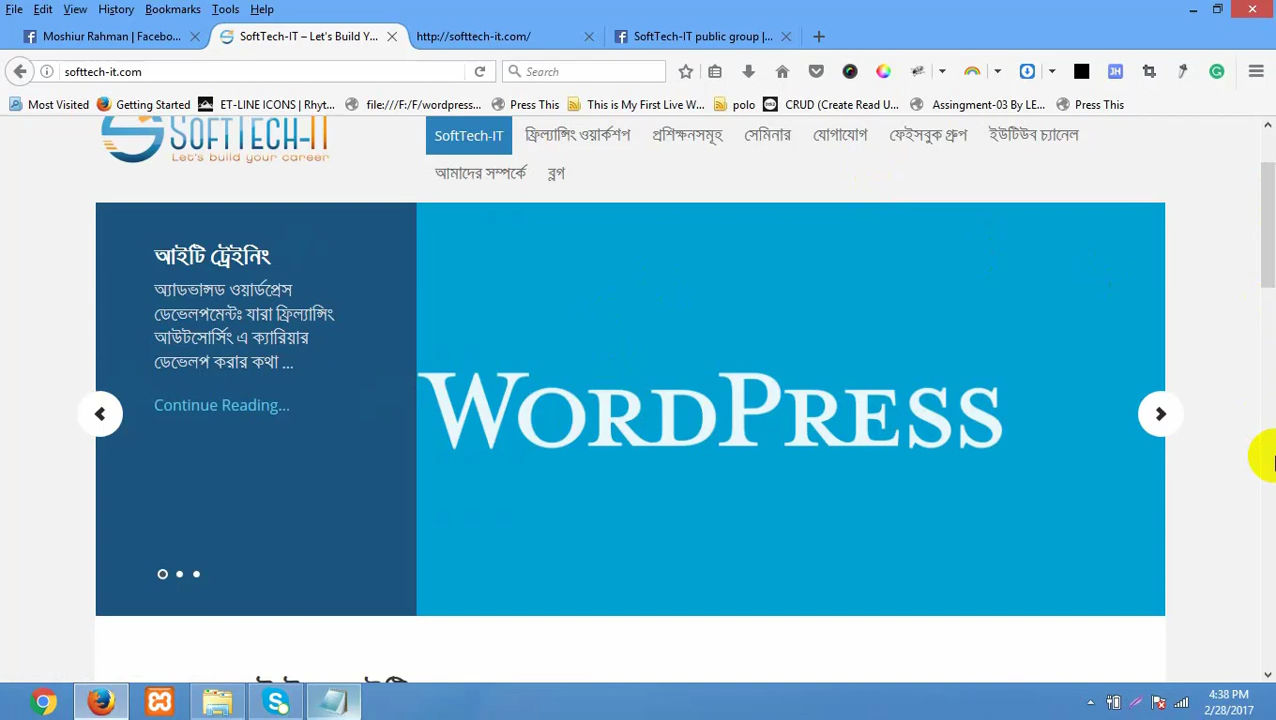 File Edit View History Bookmarks Tools Help
Moshiur Rahman | Facebo...
SoftTech-IT – Let's Build Y...
http://softtech-it.com/
SoftTech-IT public group |...
softtech-it.com
Search
Most Visited
Getting Started
ET-LINE ICONS | Rhyt...
file:///F:/F/wordpress...
Press This
This is My First Live W...
polo
CRUD (Create Read U...
Assingment-03 By LE...
Press This
SOFTTECH-IT
Let's build your career
SoftTech-IT
ফ্রিল্যান্সিং ওয়ার্কশপ
প্রশিক্ষনসমূহ
সেমিনার
যোগাযোগ
ফেইসবুক গ্রুপ
ইউটিউব চ্যানেল
আমাদের সম্পর্কে
ব্লগ
আইটি ট্রেইনিং
অ্যাডভান্সড ওয়ার্ডপ্রেস
ডেভেলপমেন্টঃ যারা ফ্রিল্যান্সিং
আউটসোর্সিং এ ক্যারিয়ার
ডেভেলপ করার কথা ...
Continue Reading...
WORDPRESS
4:38 PM
2/28/2017